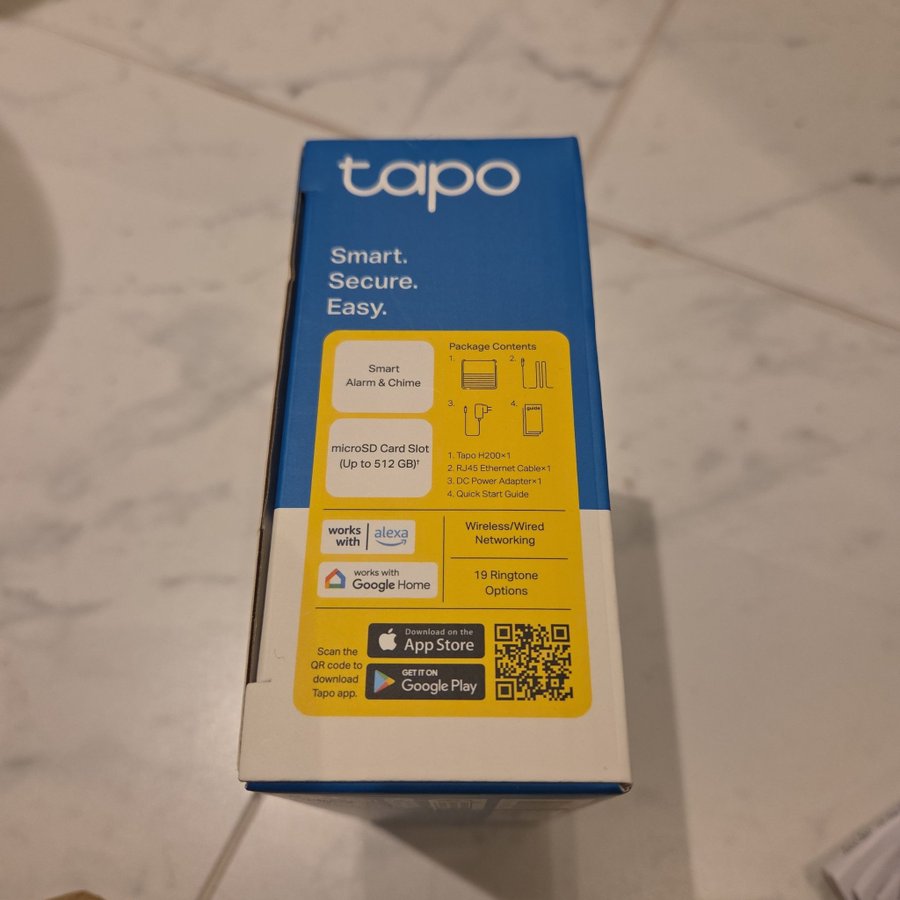 tapo
Smart.
Secure.
Easy.
Smart
Alarm & Chime
microSD Card Slot
(Up to 512 GB)†
Package Contents
1.
2.
3.
4.
guide
1. Tapo H200×1
2. RJ45 Ethernet Cable×1
3. DC Power Adapter×1
4. Quick Start Guide
works
with
alexa
works with
Google Home
Wireless/Wired
Networking
19 Ringtone
Options
Scan the
QR code to
download
Tapo app.
Download on the
App Store
GET IT ON
Google Play